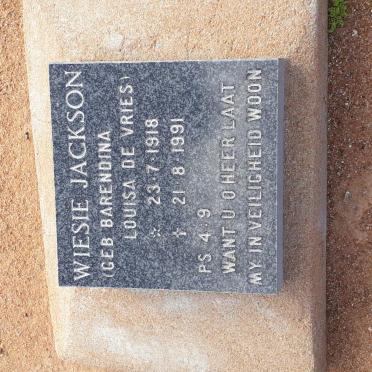 WIESIE JACKSON
(GEB BARENDINA
LOUISA DE VRIES)
* 23·7·1918
† 21·8·1991
PS 4:9
WANT U O HEER LAAT
MY IN VEILIGHEID WOON